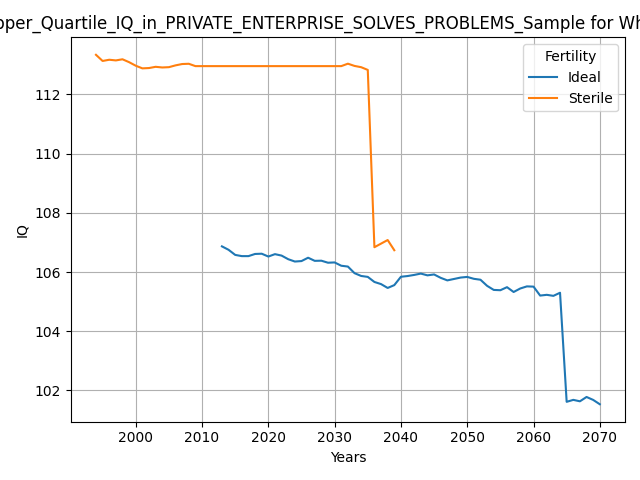 pper_Quartile_IQ_in_PRIVATE_ENTERPRISE_SOLVES_PROBLEMS_Sample for Wh
Fertility
Ideal
Sterile
112
110
108
106
104
102
IQ
2000 2010 2020 2030 2040 2050 2060 2070
Years